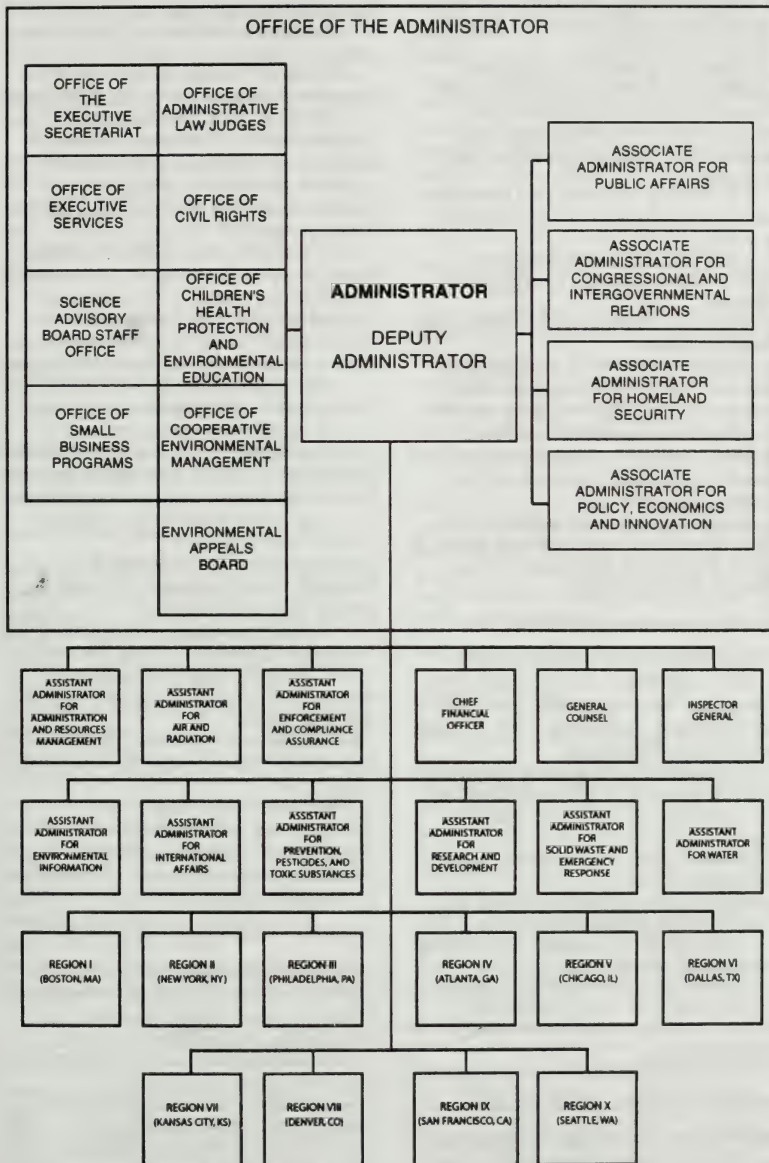 OFFICE OF THE ADMINISTRATOR
OFFICE OF
THE
EXECUTIVE
SECRETARIAT
OFFICE OF
ADMINISTRATIVE
LAW JUDGES
OFFICE OF
EXECUTIVE
SERVICES
OFFICE OF
CIVIL RIGHTS
SCIENCE
ADVISORY
BOARD STAFF
OFFICE
OFFICE OF
CHILDREN'S
HEALTH
PROTECTION
AND
ENVIRONMENTAL
EDUCATION
OFFICE OF
SMALL
BUSINESS
PROGRAMS
OFFICE OF
COOPERATIVE
ENVIRONMENTAL
MANAGEMENT
ENVIRONMENTAL
APPEALS
BOARD
ADMINISTRATOR
DEPUTY
ADMINISTRATOR
ASSOCIATE
ADMINISTRATOR FOR
PUBLIC AFFAIRS
ASSOCIATE
ADMINISTRATOR FOR
CONGRESSIONAL AND
INTERGOVERNMENTAL
RELATIONS
ASSOCIATE
ADMINISTRATOR
FOR HOMELAND
SECURITY
ASSOCIATE
ADMINISTRATOR FOR
POLICY, ECONOMICS
AND INNOVATION
ASSISTANT
ADMINISTRATOR
FOR
ADMINISTRATION
AND RESOURCES
MANAGEMENT
ASSISTANT
ADMINISTRATOR
FOR
AIR AND
RADIATION
ASSISTANT
ADMINISTRATOR
FOR
ENFORCEMENT
AND COMPLIANCE
ASSURANCE
CHIEF
FINANCIAL
OFFICER
GENERAL
COUNSEL
INSPECTOR
GENERAL
ASSISTANT
ADMINISTRATOR
FOR
ENVIRONMENTAL
INFORMATION
ASSISTANT
ADMINISTRATOR
FOR
INTERNATIONAL
AFFAIRS
ASSISTANT
ADMINISTRATOR
FOR
PREVENTION,
PESTICIDES, AND
TOXIC SUBSTANCES
ASSISTANT
ADMINISTRATOR
FOR
RESEARCH AND
DEVELOPMENT
ASSISTANT
ADMINISTRATOR
FOR
SOLID WASTE AND
EMERGENCY
RESPONSE
ASSISTANT
ADMINISTRATOR
FOR WATER
REGION I
(BOSTON, MA)
REGION II
(NEW YORK, NY)
REGION III
(PHILADELPHIA, PA)
REGION IV
(ATLANTA, GA)
REGION V
(CHICAGO, IL)
REGION VI
(DALLAS, TX)
REGION VII
(KANSAS CITY, KS)
REGION VIII
(DENVER, CO)
REGION IX
(SAN FRANCISCO, CA)
REGION X
(SEATTLE, WA)